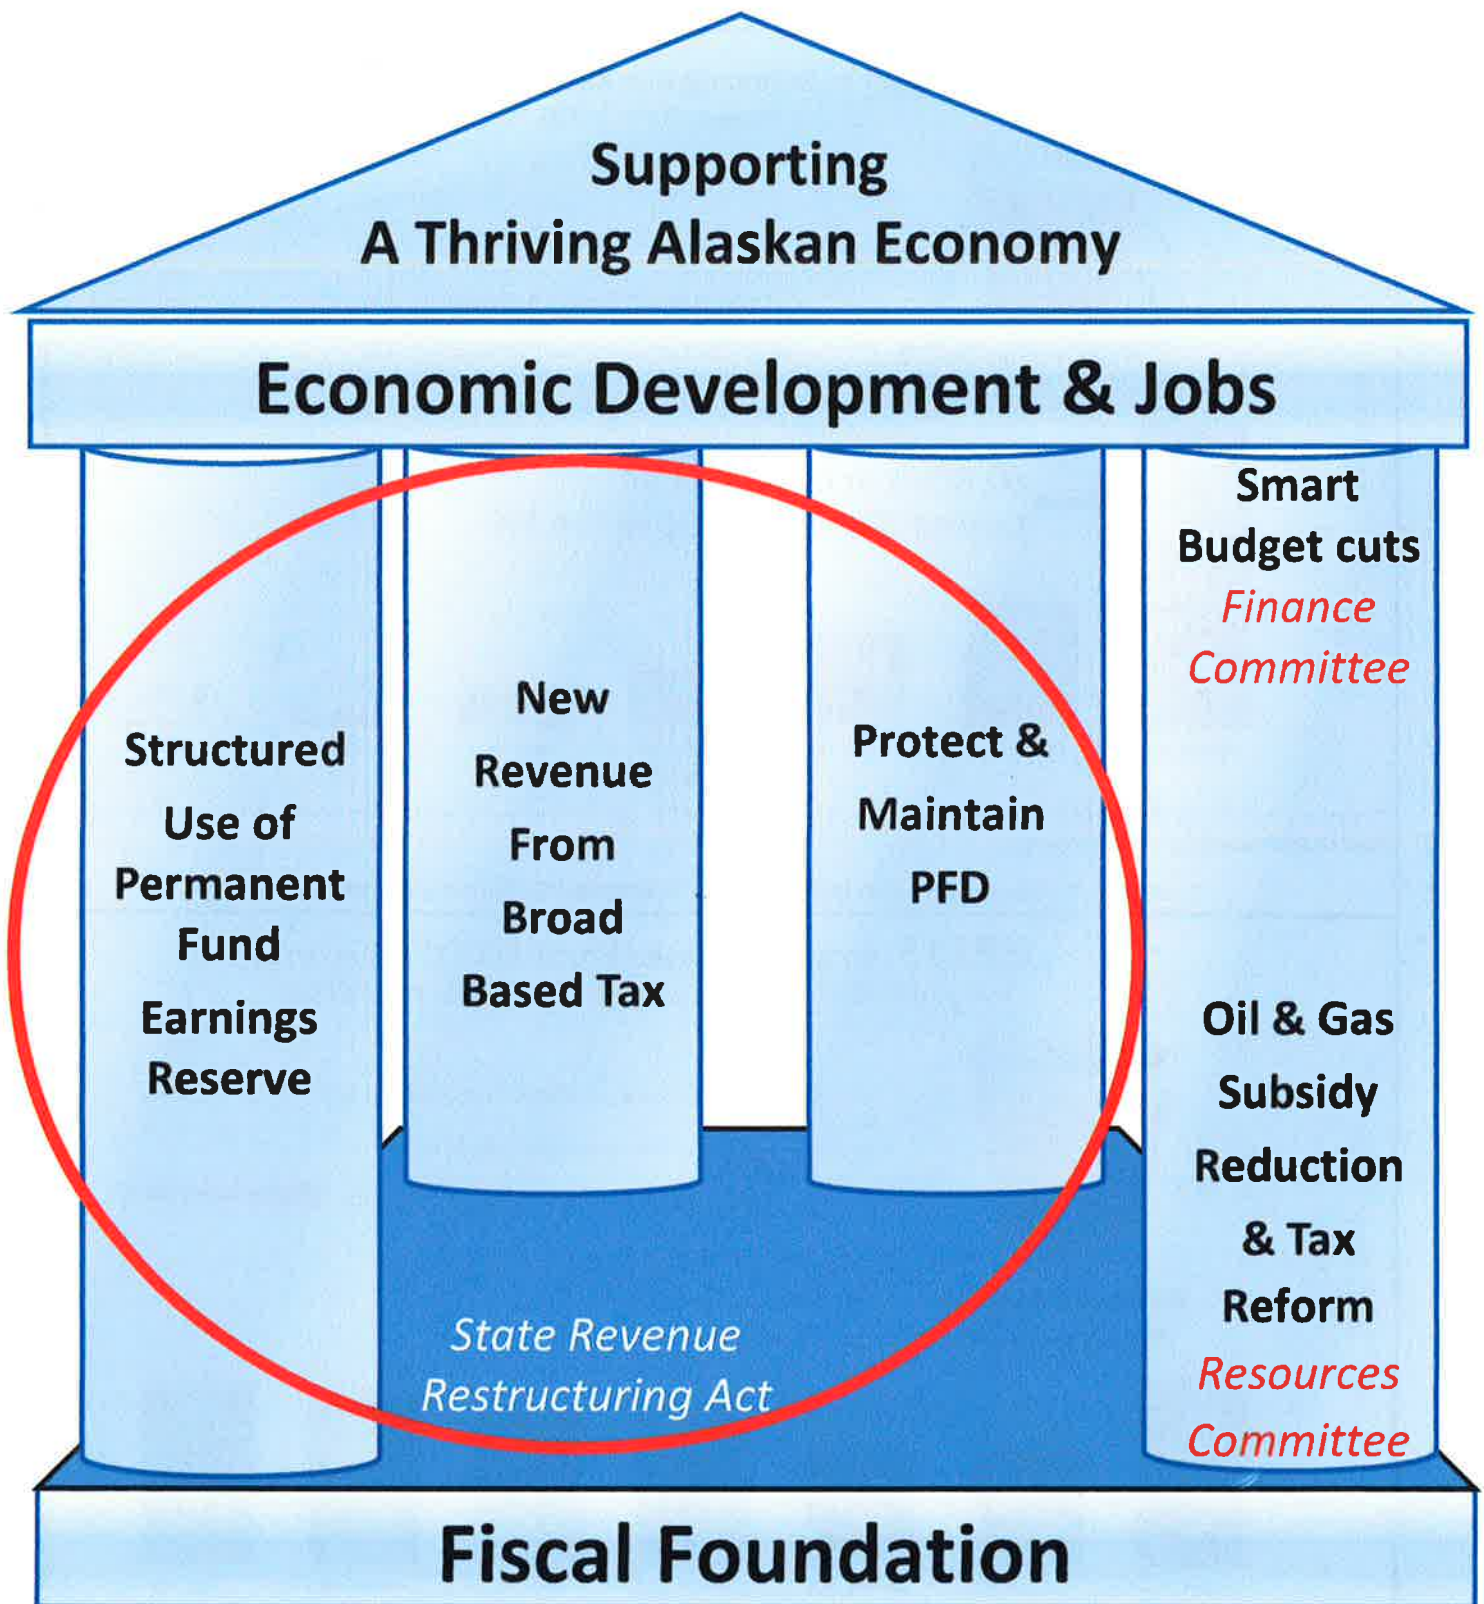 Supporting
A Thriving Alaskan Economy
Economic Development & Jobs
Structured
Use of
Permanent
Fund
Earnings
Reserve
New
Revenue
From
Broad
Based Tax
Protect &
Maintain
PFD
Smart
Budget cuts
Finance
Committee
Oil & Gas
Subsidy
Reduction
& Tax
Reform
Resources
Committee
State Revenue
Restructuring Act
Fiscal Foundation